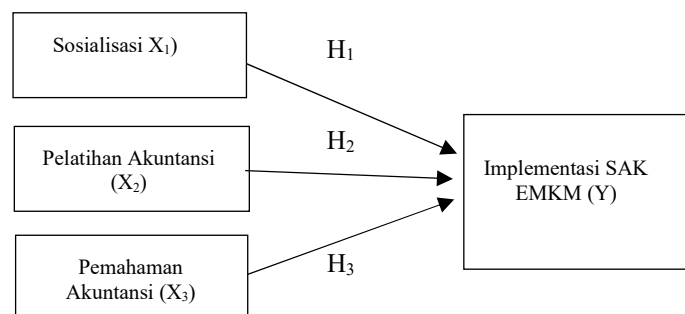 Sosialisasi X₁)
H₁
Pelatihan Akuntansi
(X₂)
H₂
Pemahaman
Akuntansi (X₃)
H₃
Implementasi SAK
EMKM (Y)